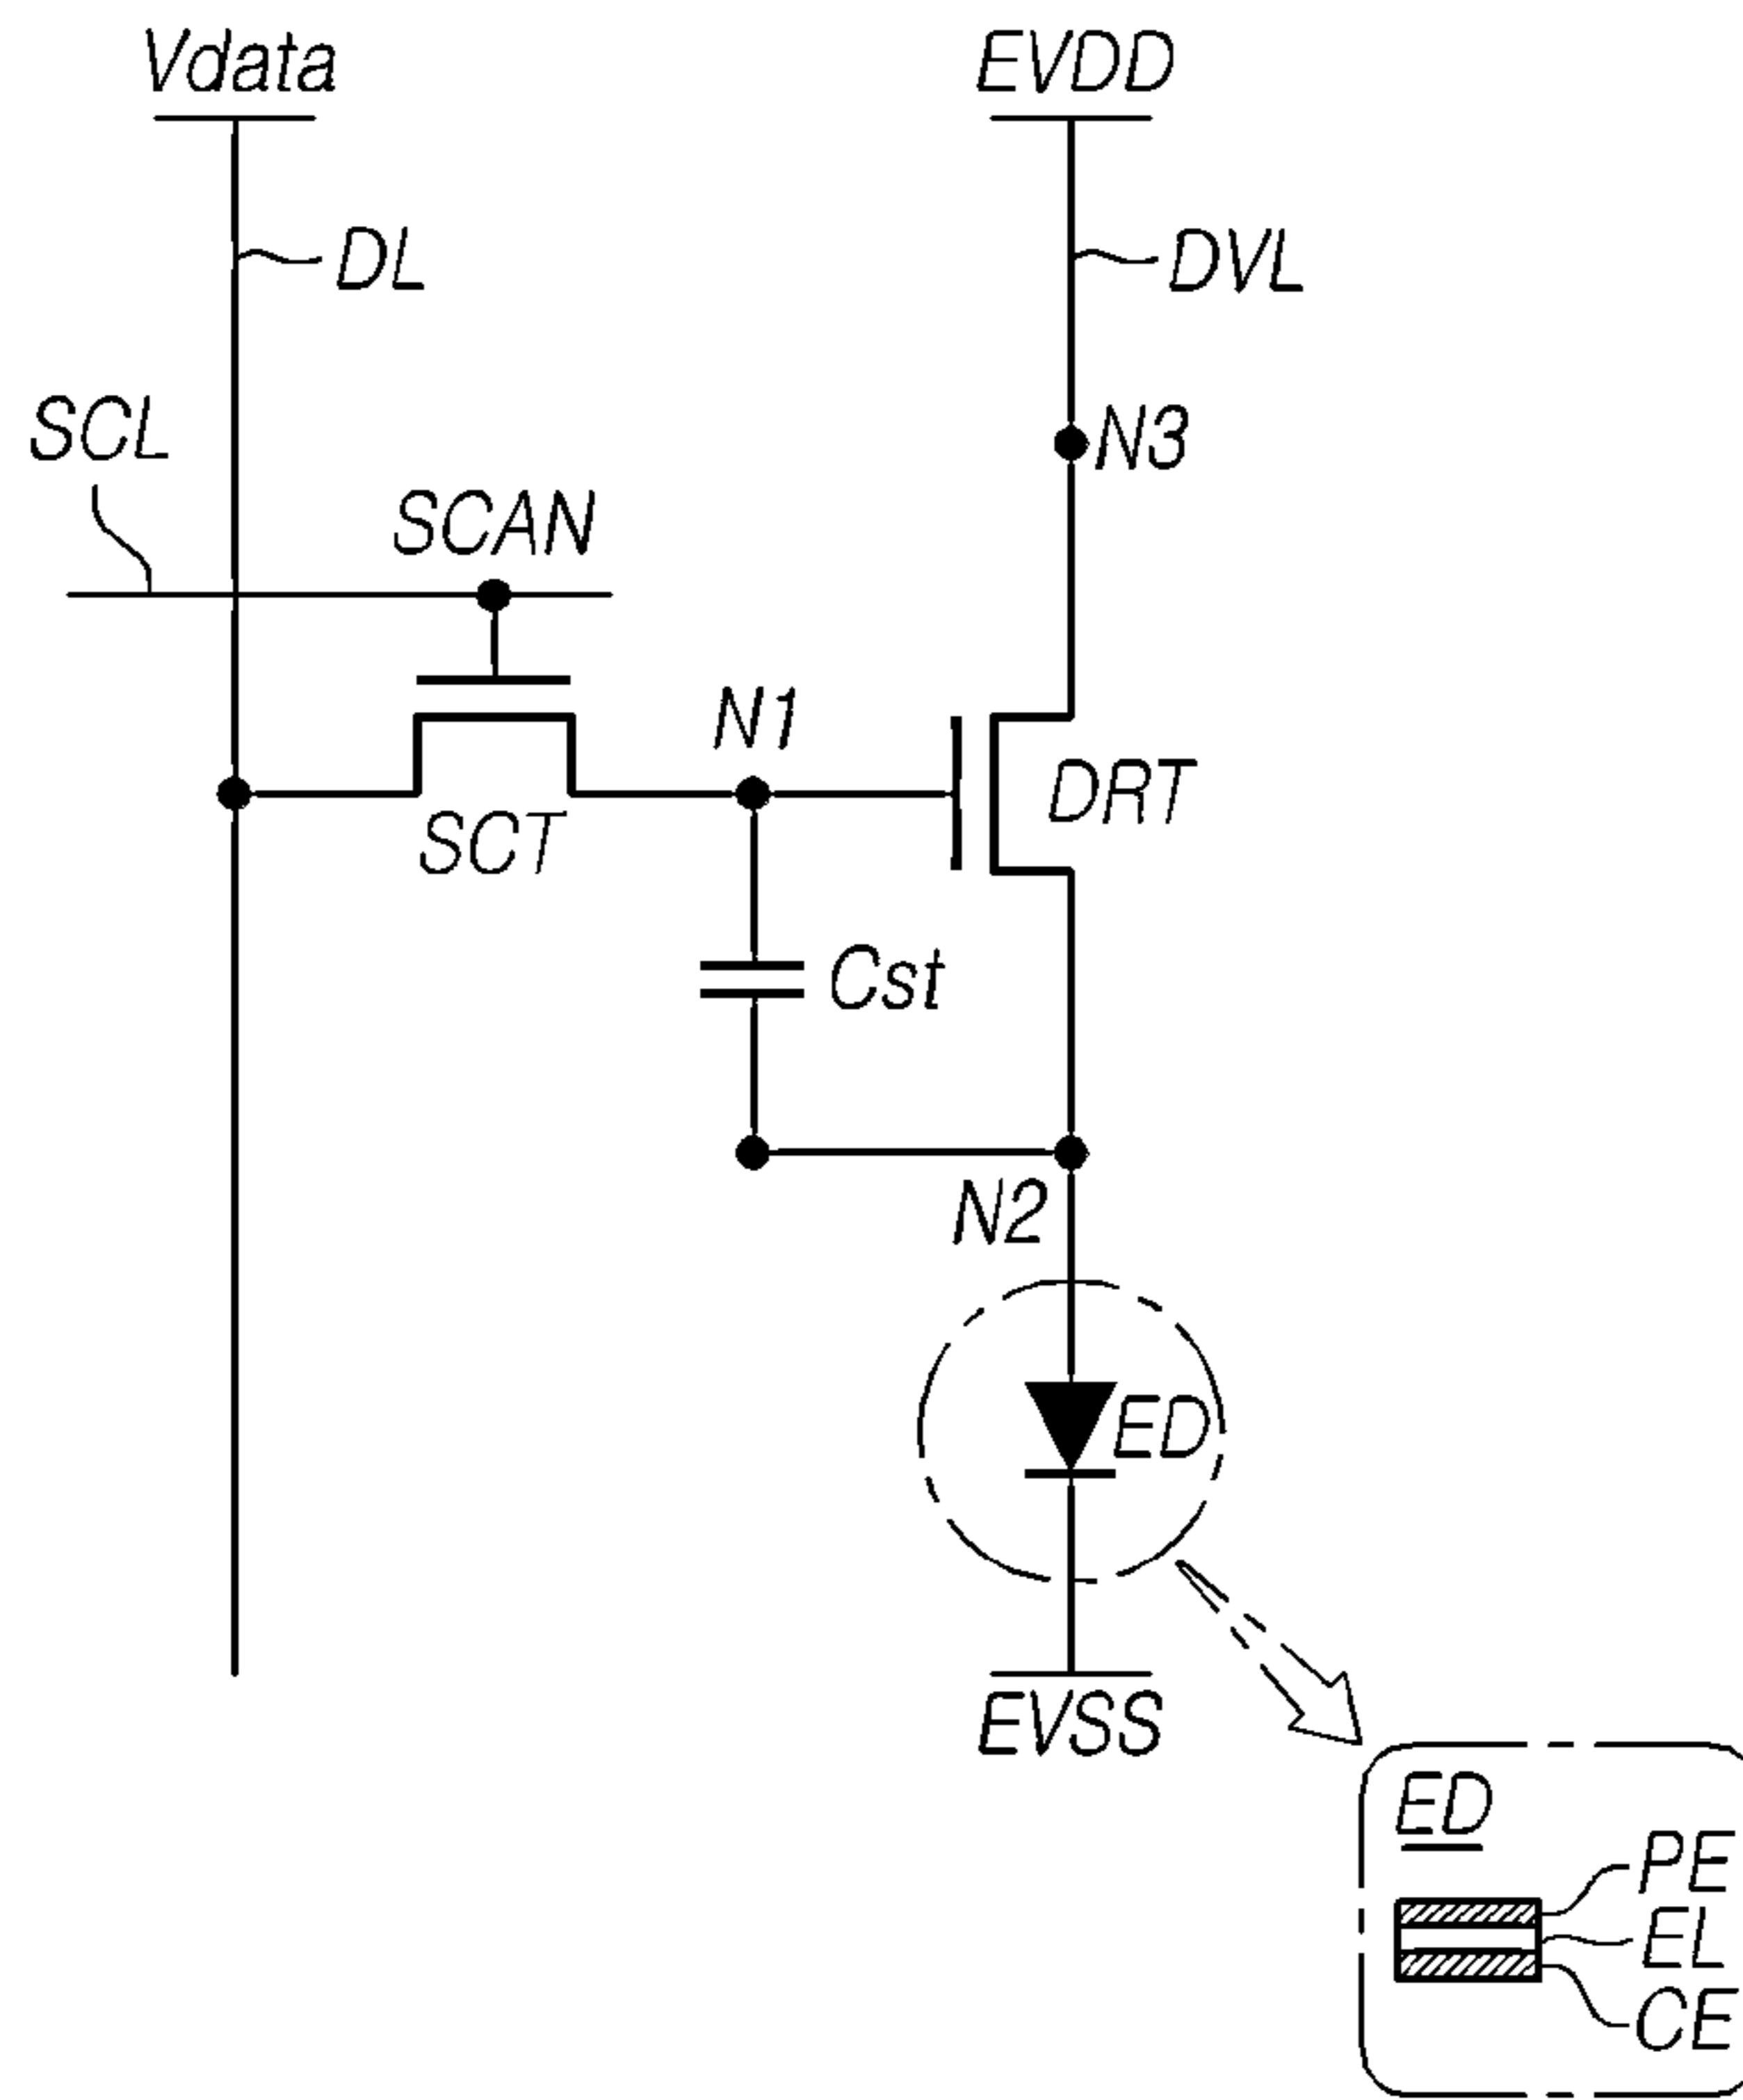 Vdata
EVDD
DL
DVL
SCL
N3
SCAN
N1
DRT
SCT
Cst
N2
ED
EVSS
ED
PE
EL
CE